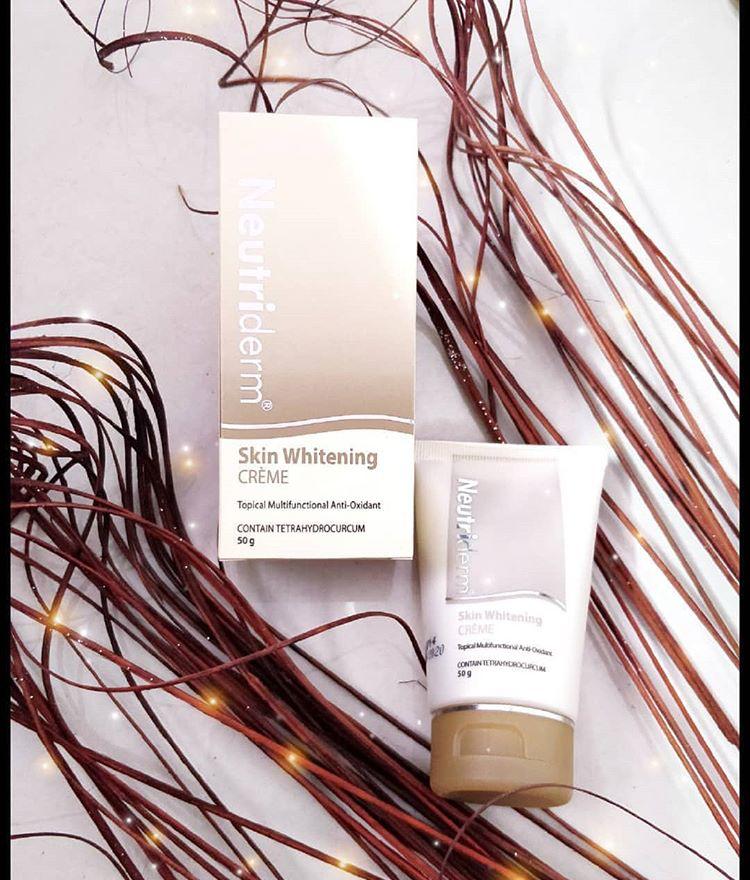 Neutriderm®
Skin Whitening
CRÈME
Topical Multifunctional Anti-Oxidant
CONTAIN TETRAHYDROCURCUM
50 g
Neutriderm
Skin Whitening
CRÈME
Topical Multifunctional Anti-Oxidant
CONTAIN TETRAHYDROCURCUM
50 g